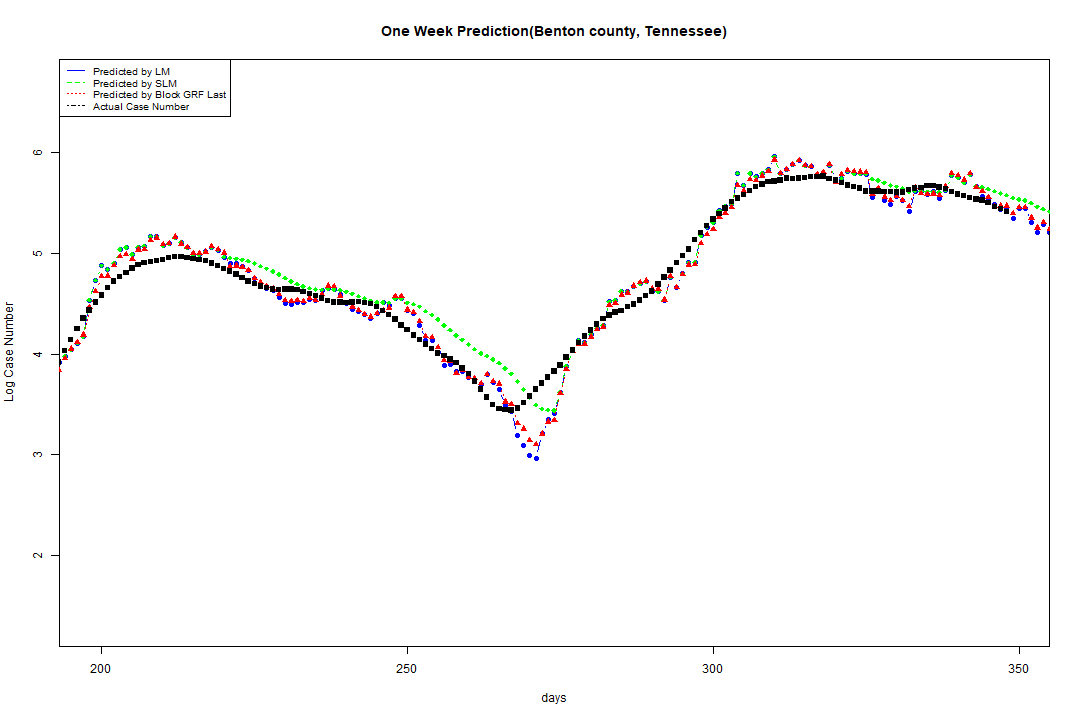 One Week Prediction(Benton county, Tennessee)
Predicted by LM
Predicted by SLM
Predicted by Block GRF Last
Actual Case Number
6
5
4
3
2
Log Case Number
200
250
300
350
days